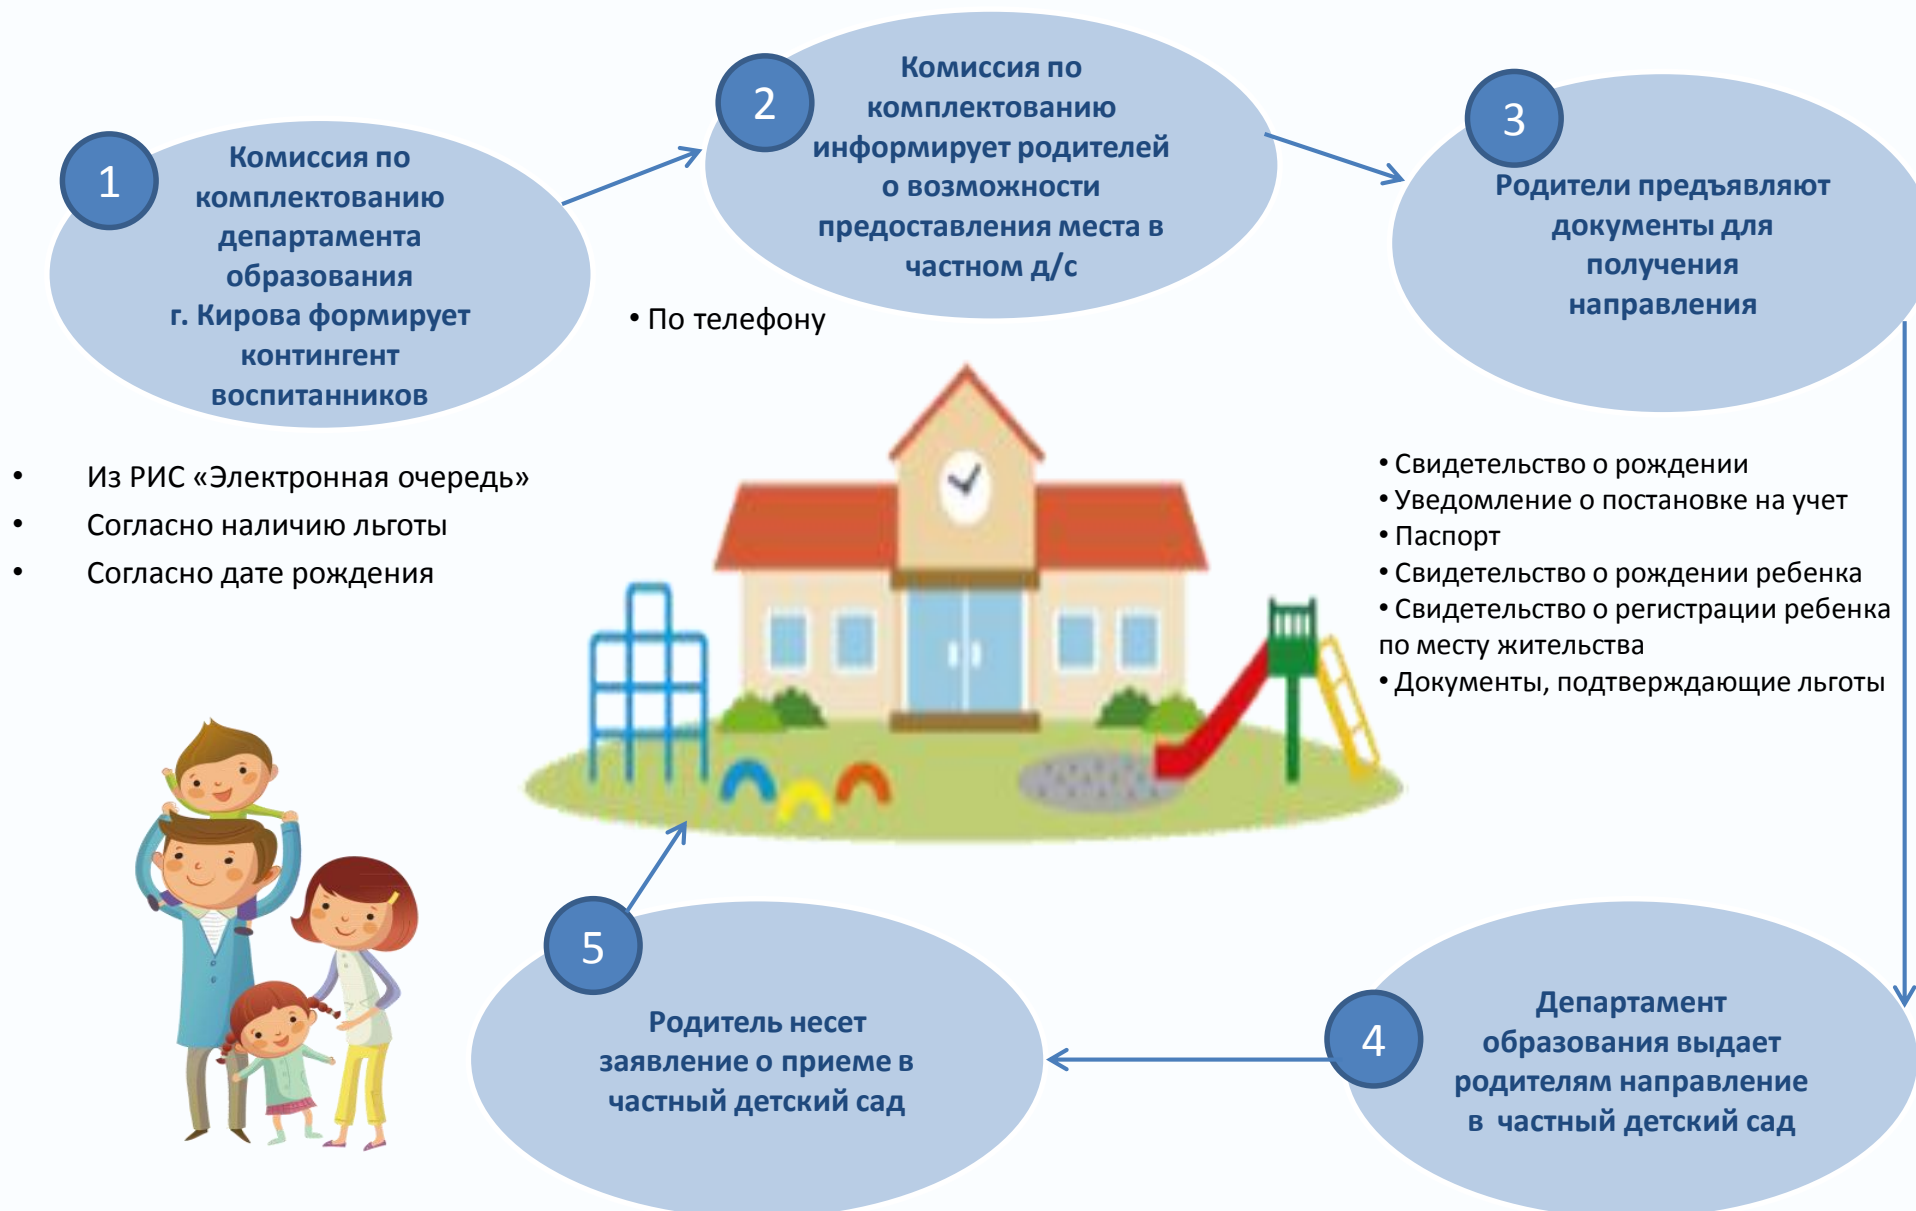 1
Комиссия по
комплектованию
департамента
образования
г. Кирова формирует
контингент
воспитанников
• Из РИС «Электронная очередь»
• Согласно наличию льготы
• Согласно дате рождения
2
Комиссия по
комплектованию
информирует родителей
о возможности
предоставления места в
частном д/с
• По телефону
3
Родители предъявляют
документы для
получения
направления
• Свидетельство о рождении
• Уведомление о постановке на учет
• Паспорт
• Свидетельство о рождении ребенка
• Свидетельство о регистрации ребенка
по месту жительства
• Документы, подтверждающие льготы
4
Департамент
образования выдает
родителям направление
в частный детский сад
5
Родитель несет
заявление о приеме в
частный детский сад